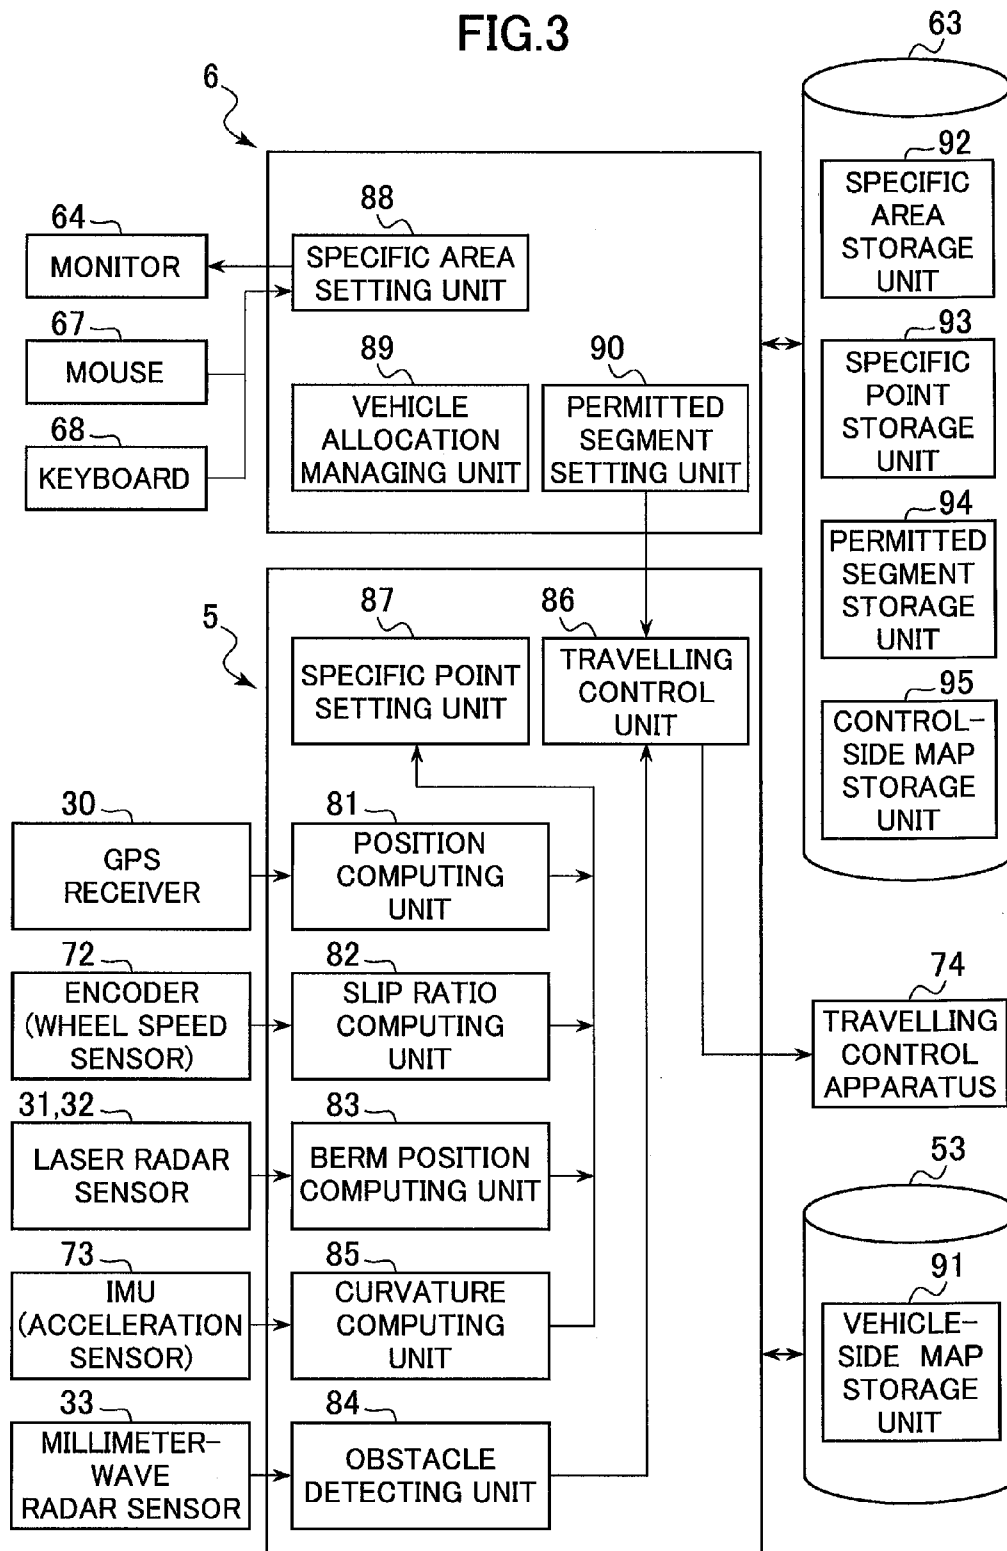 FIG.3
63
6
92
SPECIFIC
AREA
STORAGE
UNIT
64
MONITOR
88
SPECIFIC AREA
SETTING UNIT
67
MOUSE
68
KEYBOARD
89
VEHICLE
ALLOCATION
MANAGING UNIT
90
PERMITTED
SEGMENT
SETTING UNIT
93
SPECIFIC
POINT
STORAGE
UNIT
94
PERMITTED
SEGMENT
STORAGE
UNIT
5
87
SPECIFIC POINT
SETTING UNIT
86
TRAVELLING
CONTROL
UNIT
95
CONTROL-
SIDE MAP
STORAGE
UNIT
30
GPS
RECEIVER
81
POSITION
COMPUTING
UNIT
72
ENCODER
(WHEEL SPEED
SENSOR)
82
SLIP RATIO
COMPUTING
UNIT
74
TRAVELLING
CONTROL
APPARATUS
31,32
LASER RADAR
SENSOR
83
BERM POSITION
COMPUTING UNIT
53
73
IMU
(ACCELERATION
SENSOR)
85
CURVATURE
COMPUTING
UNIT
91
VEHICLE-
SIDE MAP
STORAGE
UNIT
33
MILLIMETER-
WAVE
RADAR SENSOR
84
OBSTACLE
DETECTING UNIT